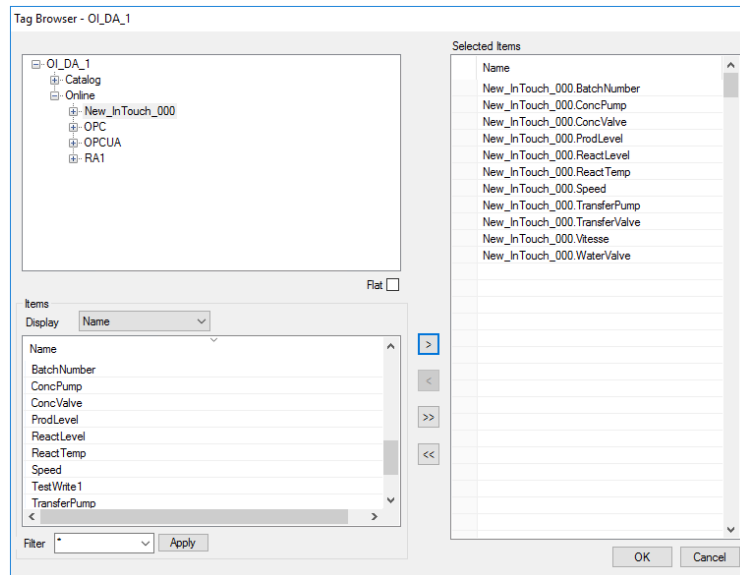 Tag Browser - OI_DA_1
OI_DA_1
Catalog
Online
New_InTouch_000
OPC
OPCUA
RA1
Flat
Items
Display Name
Name
BatchNumber
ConcPump
ConcValve
ProdLevel
ReactLevel
ReactTemp
Speed
TestWrite1
TransferPump
Filter * Apply
>
<
>>
<<
Selected Items
Name
New_InTouch_000.BatchNumber
New_InTouch_000.ConcPump
New_InTouch_000.ConcValve
New_InTouch_000.ProdLevel
New_InTouch_000.ReactLevel
New_InTouch_000.ReactTemp
New_InTouch_000.Speed
New_InTouch_000.TransferPump
New_InTouch_000.TransferValve
New_InTouch_000.Vitesse
New_InTouch_000.WaterValve
OK Cancel